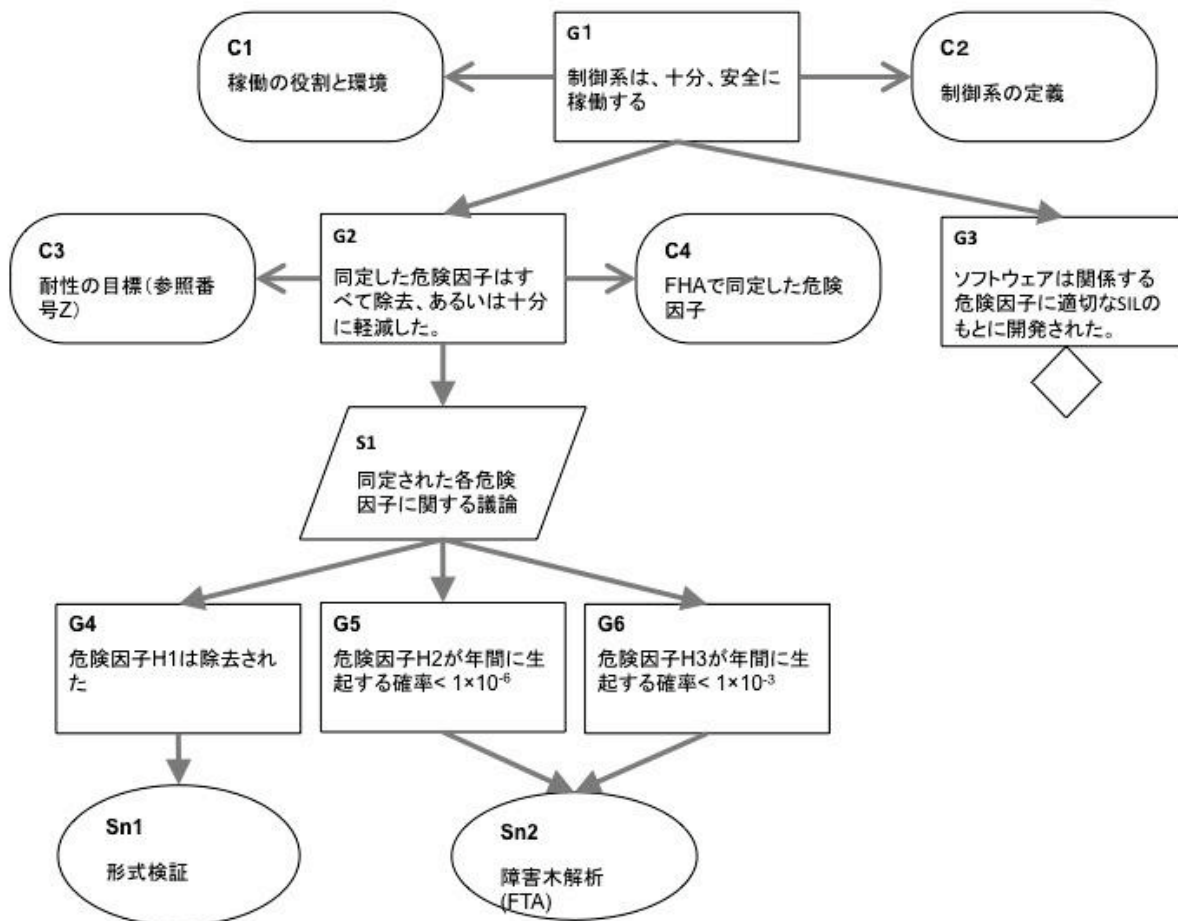 C1
稼働の役割と環境
G1
制御系は、十分、安全に
稼働する
C2
制御系の定義
C3
耐性の目標(参照番
号Z)
G2
同定した危険因子はす
べて除去、あるいは十分
に軽減した。
C4
FHAで同定した危険
因子
G3
ソフトウェアは関係する
危険因子に適切なSILの
もとに開発された。
S1
同定された各危険
因子に関する議論
G4
危険因子H1は除去され
た
G5
危険因子H2が年間に生
起する確率< 1×10⁻⁶
G6
危険因子H3が年間に生
起する確率< 1×10⁻³
Sn1
形式検証
Sn2
障害木解析
(FTA)